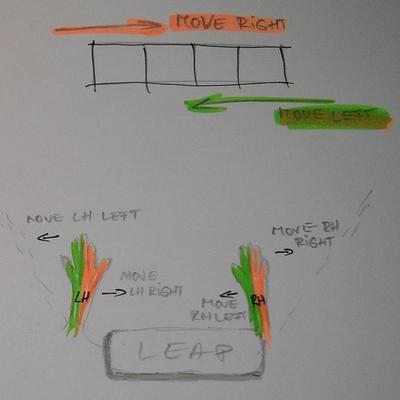 MOVE RIGHT
MOVE LEFT
MOVE LH LEFT
MOVE RH
RIGHT
MOVE
LH RIGHT
MOVE
RH LEFT
LH
RH
LEAP